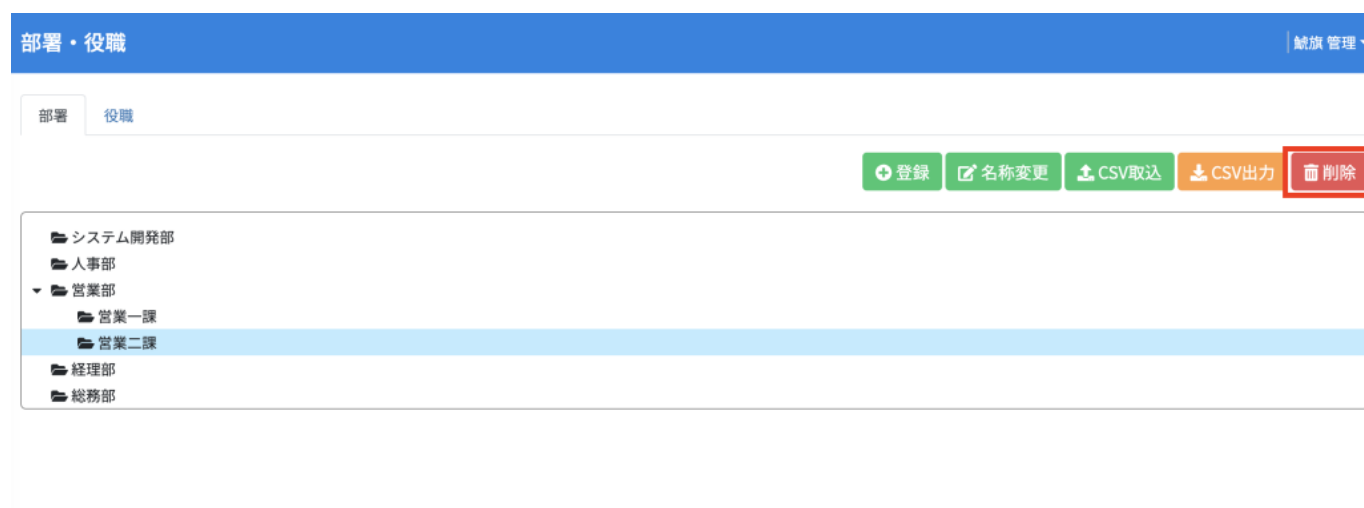 部署・役職
鯱旗 管理
部署 役職
登録 名称変更 CSV取込 CSV出力 削除
システム開発部
人事部
営業部
営業一課
営業二課
経理部
総務部